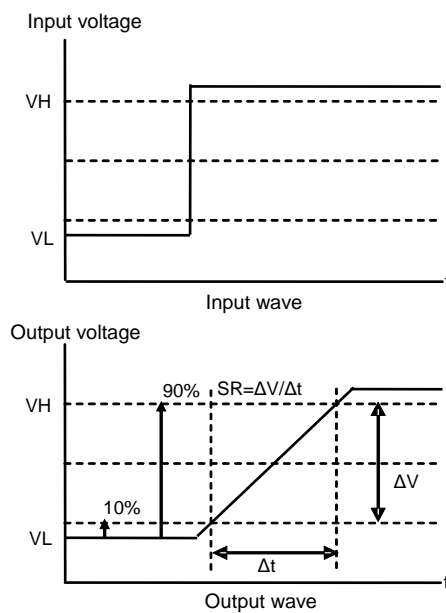 Input voltage
VH
VL
t
Input wave
Output voltage
VH
90%
SR=ΔV/Δt
10%
ΔV
VL
Δt
t
Output wave